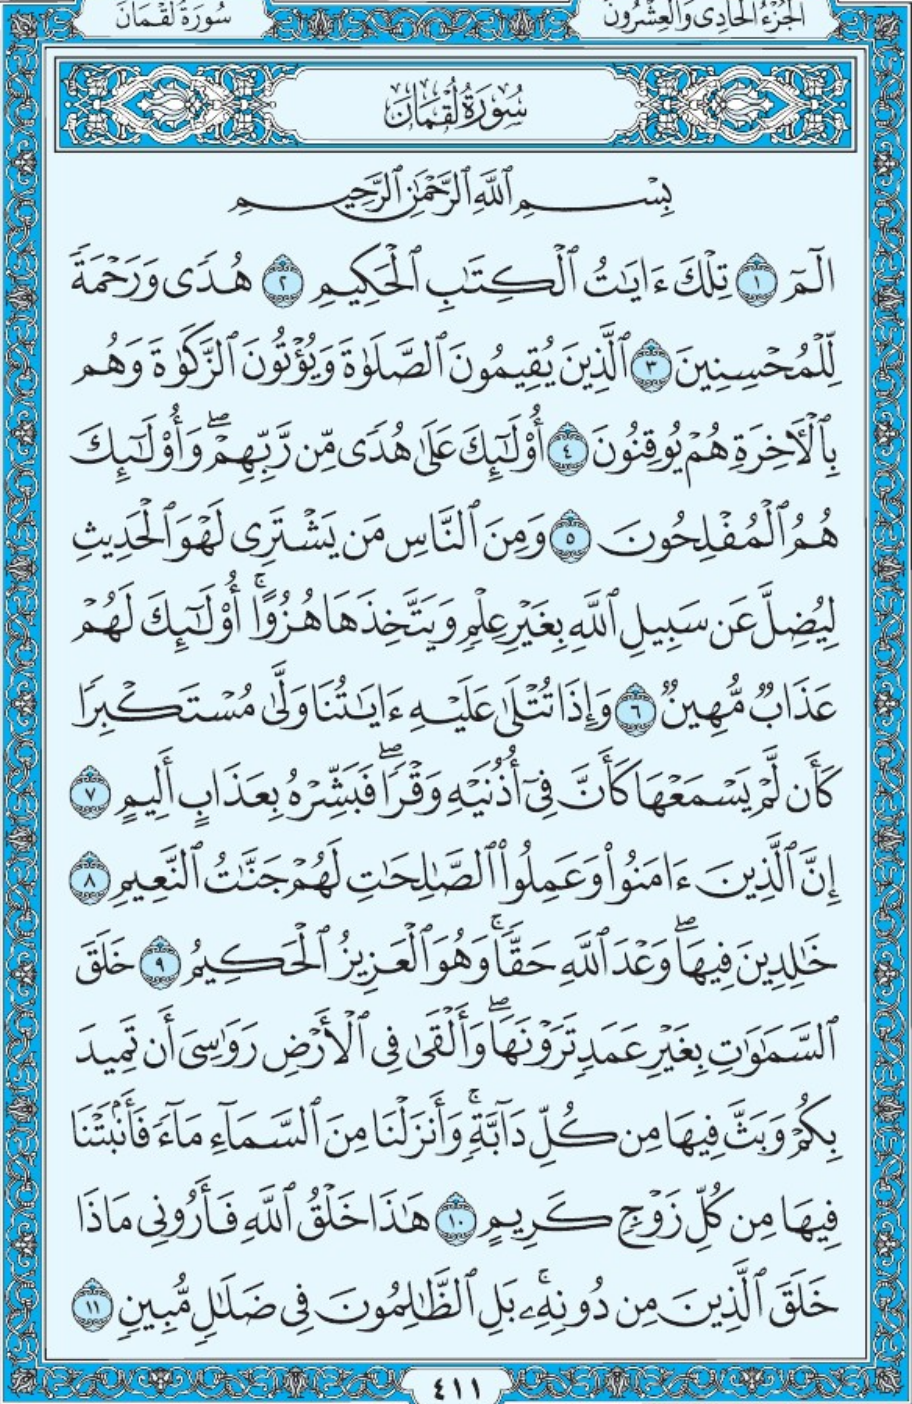 الجُزْءُ الحَادِي وَالعِشْرُونَ
سُورَةُ لُقْمَانَ
سُورَةُ لُقْمَانَ
بِسْمِ ٱللَّهِ ٱلرَّحْمَٰنِ ٱلرَّحِيمِ
الٓمٓ ١ تِلْكَ ءَايَٰتُ ٱلْكِتَٰبِ ٱلْحَكِيمِ ٢ هُدًى وَرَحْمَةً
لِّلْمُحْسِنِينَ ٣ ٱلَّذِينَ يُقِيمُونَ ٱلصَّلَوٰةَ وَيُؤْتُونَ ٱلزَّكَوٰةَ وَهُم
بِٱلْأَخِرَةِ هُمْ يُوقِنُونَ ٤ أُوْلَٰٓئِكَ عَلَىٰ هُدًى مِّن رَّبِّهِمْۖ وَأُوْلَٰٓئِكَ
هُمُ ٱلْمُفْلِحُونَ ٥ وَمِنَ ٱلنَّاسِ مَن يَشْتَرِى لَهْوَ ٱلْحَدِيثِ
لِيُضِلَّ عَن سَبِيلِ ٱللَّهِ بِغَيْرِ عِلْمٍ وَيَتَّخِذَهَا هُزُوًاۚ أُوْلَٰٓئِكَ لَهُمْ
عَذَابٌ مُّهِينٌ ٦ وَإِذَا تُتْلَىٰ عَلَيْهِ ءَايَٰتُنَا وَلَّىٰ مُسْتَكْبِرًا
كَأَن لَّمْ يَسْمَعْهَا كَأَنَّ فِىٓ أُذُنَيْهِ وَقْرًاۖ فَبَشِّرْهُ بِعَذَابٍ أَلِيمٍ ٧
إِنَّ ٱلَّذِينَ ءَامَنُواْ وَعَمِلُواْ ٱلصَّٰلِحَٰتِ لَهُمْ جَنَّٰتُ ٱلنَّعِيمِ ٨
خَٰلِدِينَ فِيهَاۖ وَعْدَ ٱللَّهِ حَقًّاۚ وَهُوَ ٱلْعَزِيزُ ٱلْحَكِيمُ ٩ خَلَقَ
ٱلسَّمَٰوَٰتِ بِغَيْرِ عَمَدٍ تَرَوْنَهَاۖ وَأَلْقَىٰ فِى ٱلْأَرْضِ رَوَٰسِىَ أَن تَمِيدَ
بِكُمْ وَبَثَّ فِيهَا مِن كُلِّ دَآبَّةٍۚ وَأَنزَلْنَا مِنَ ٱلسَّمَآءِ مَآءً فَأَنۢبَتْنَا
فِيهَا مِن كُلِّ زَوْجٍ كَرِيمٍ ١٠ هَٰذَا خَلْقُ ٱللَّهِ فَأَرُونِى مَاذَا
خَلَقَ ٱلَّذِينَ مِن دُونِهِۦۚ بَلِ ٱلظَّٰلِمُونَ فِى ضَلَٰلٍ مُّبِينٍ ١١
٤١١